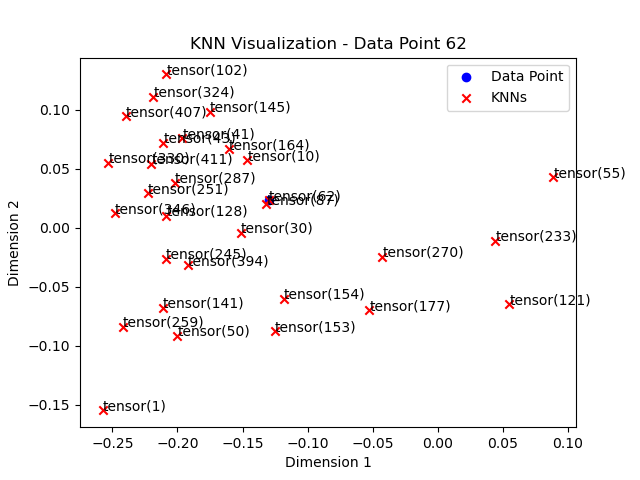 KNN Visualization - Data Point 62
Data Point
KNNs
tensor(102)
tensor(324)
tensor(407)
tensor(145)
tensor(41)
tensor(43)
tensor(164)
tensor(10)
tensor(330)
tensor(411)
tensor(55)
tensor(287)
tensor(251)
tensor(62)
tensor(87)
tensor(346)
tensor(128)
tensor(30)
tensor(233)
tensor(270)
tensor(245)
tensor(394)
tensor(154)
tensor(141)
tensor(177)
tensor(121)
tensor(259)
tensor(50)
tensor(153)
tensor(1)
0.10
0.05
0.00
−0.05
−0.10
−0.15
Dimension 2
−0.25 −0.20 −0.15 −0.10 −0.05 0.00 0.05 0.10
Dimension 1